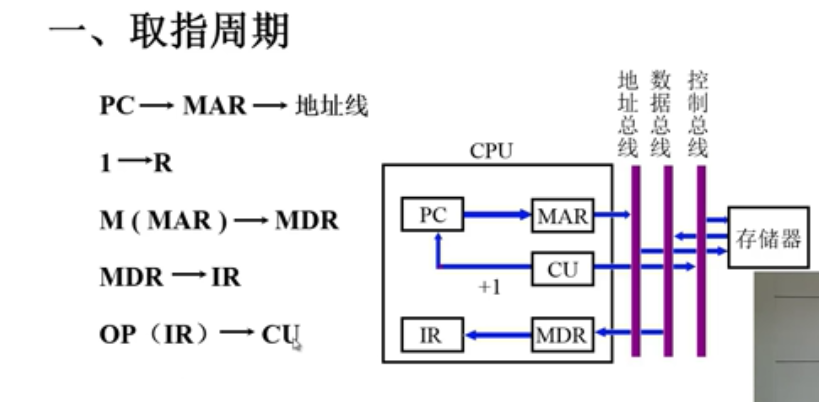 一、取指周期
PC → MAR → 地址线
1 → R
M ( MAR ) → MDR
MDR → IR
OP（IR）→ CU
地址总线
数据总线
控制总线
CPU
PC
MAR
存储器
CU
+1
IR
MDR